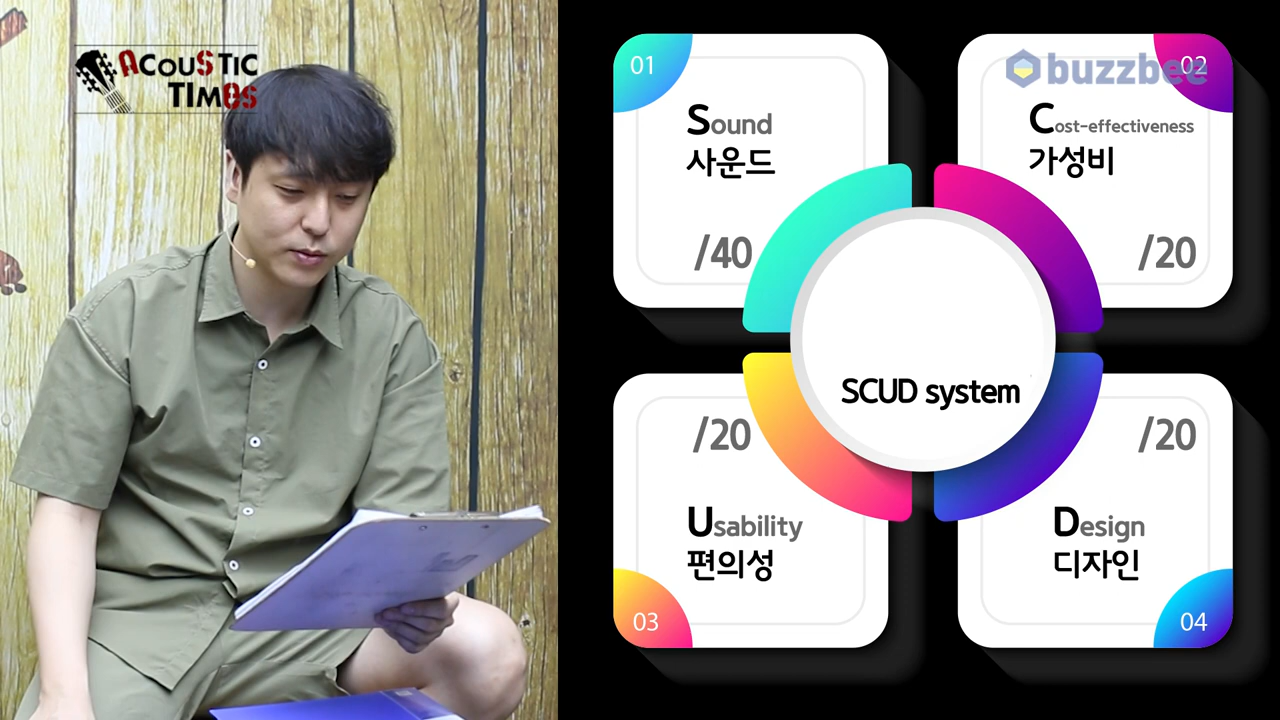 ACOUSTIC
TIMES
01
Sound
사운드
/40
buzzbee
02
Cost-effectiveness
가성비
/20
SCUD system
/20
Usability
편의성
03
/20
Design
디자인
04